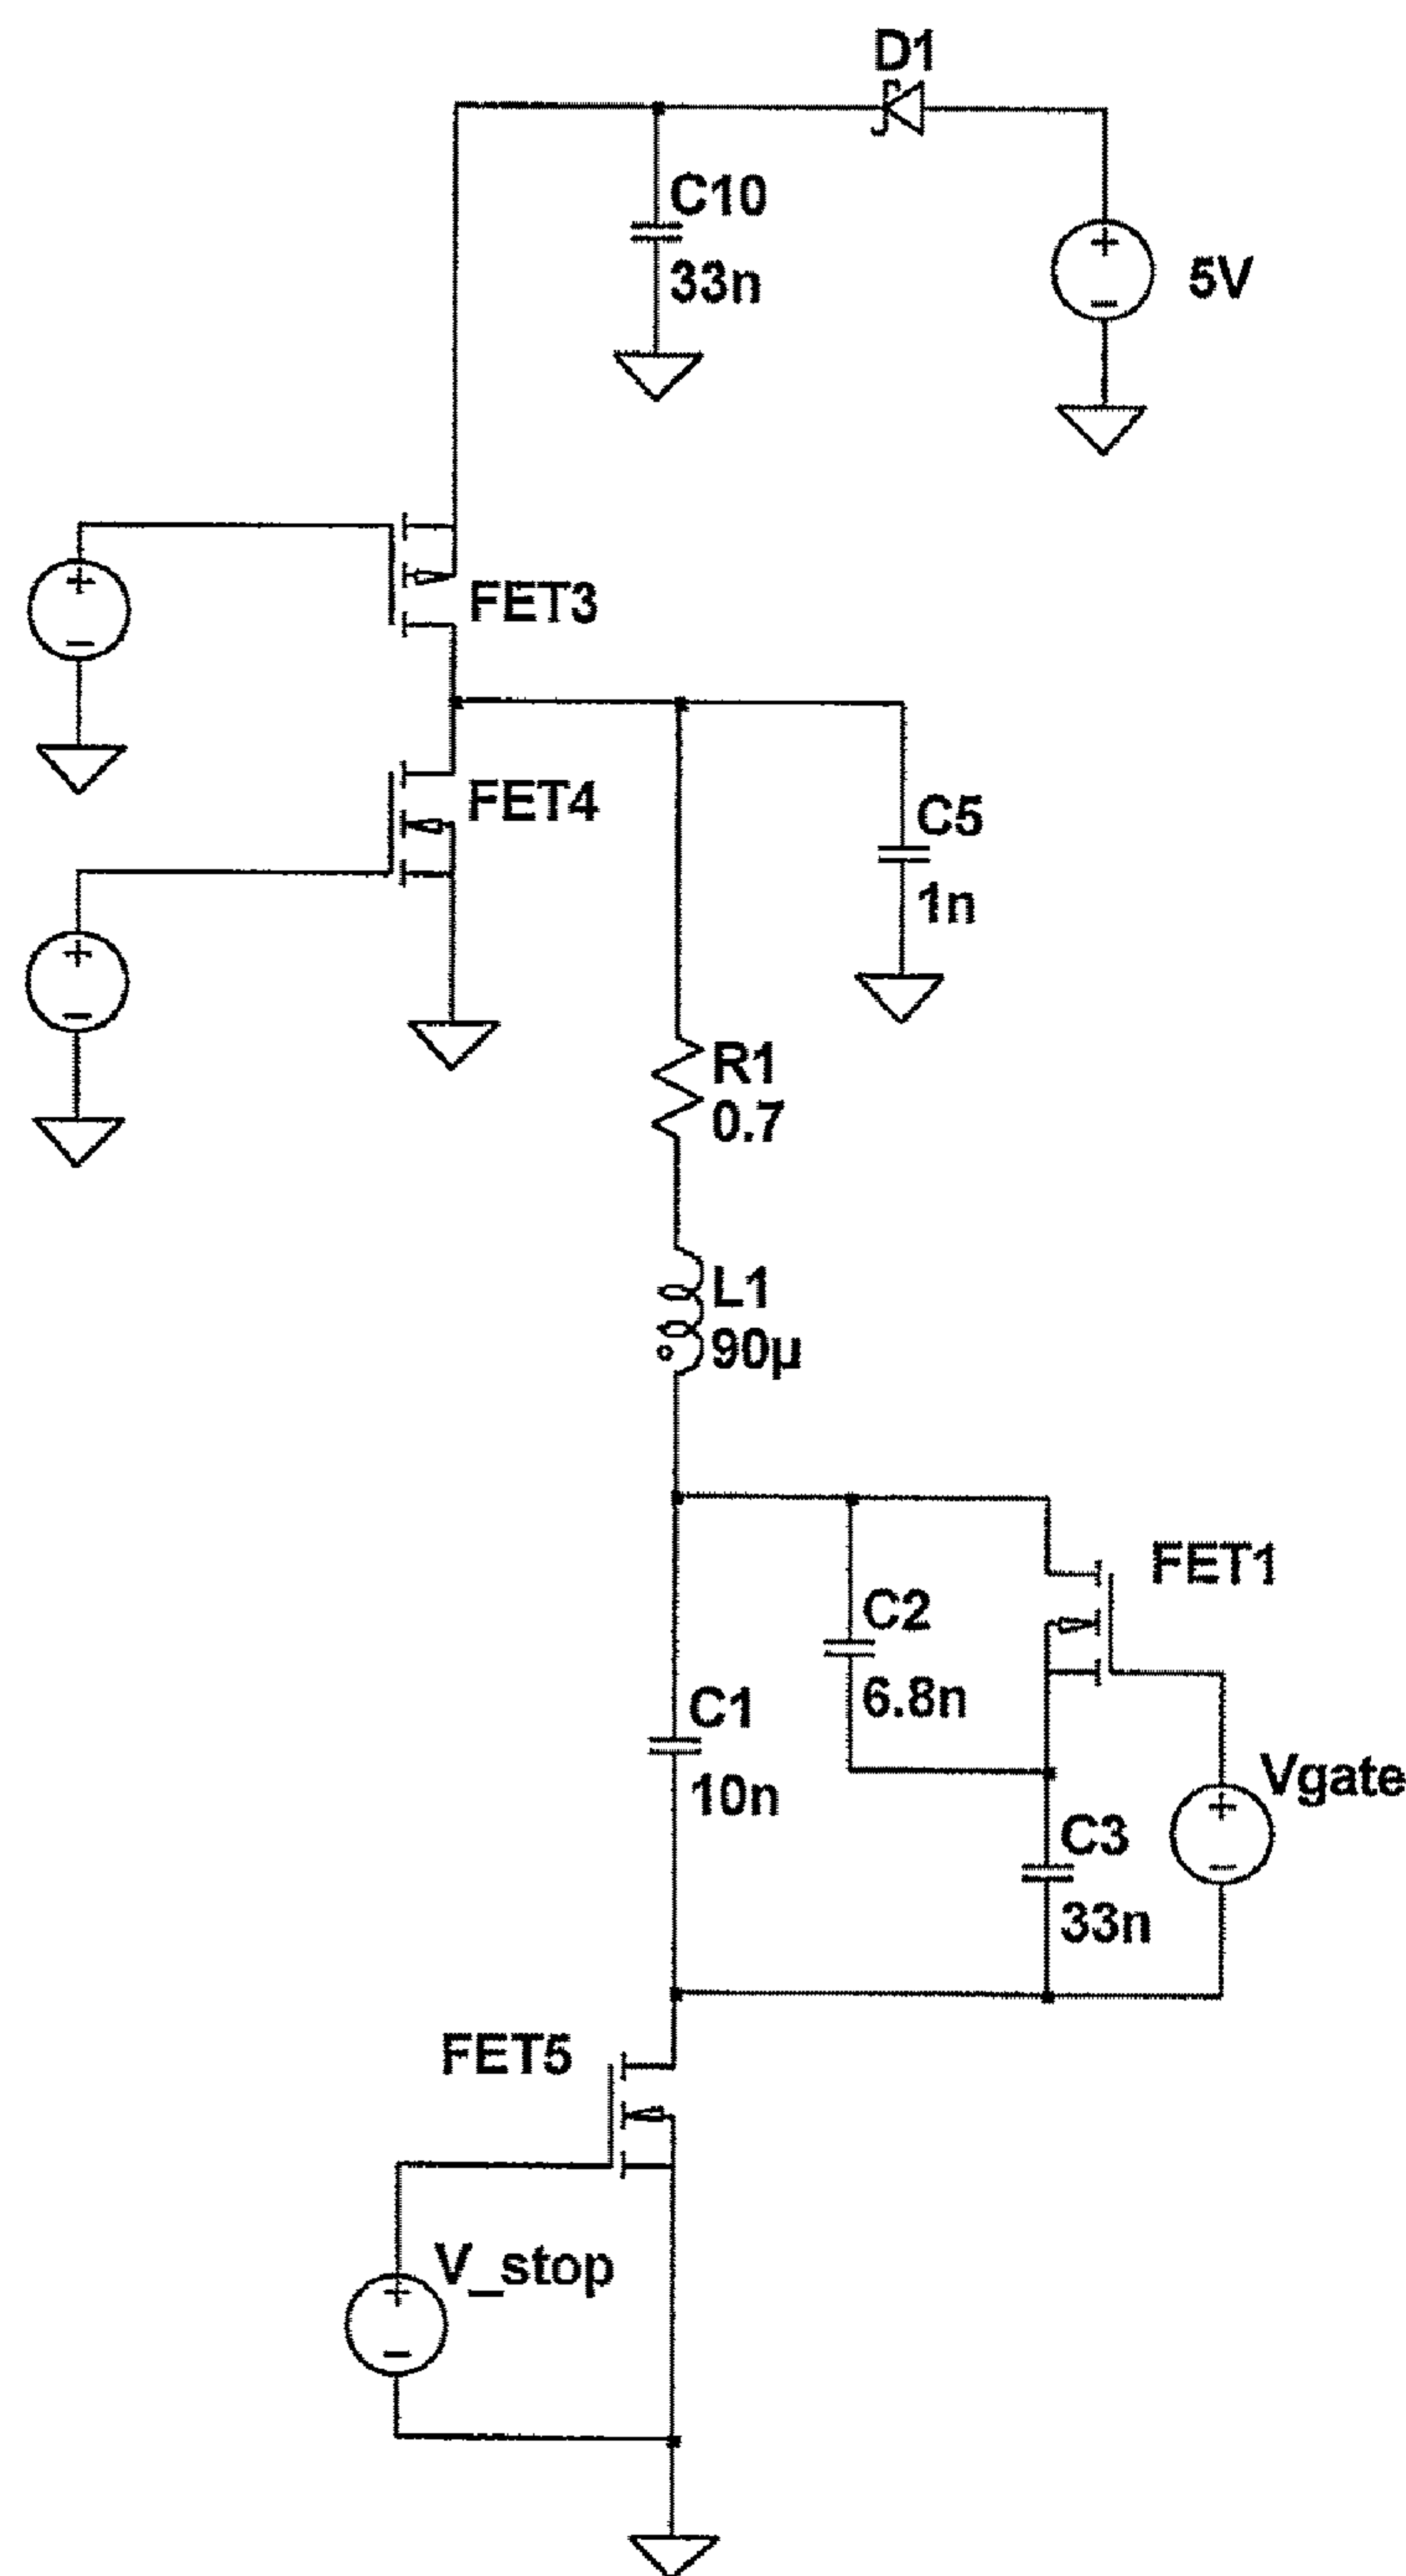 D1
C10
33n
5V
FET3
FET4
C5
1n
R1
0.7
L1
90µ
FET1
C2
6.8n
C1
10n
Vgate
C3
33n
FET5
V_stop